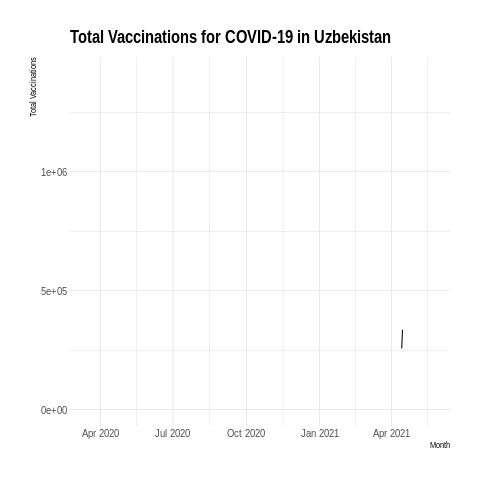 Total Vaccinations for COVID-19 in Uzbekistan
Total Vaccinations
1e+06
5e+05
0e+00
Apr 2020 Jul 2020 Oct 2020 Jan 2021 Apr 2021
Month